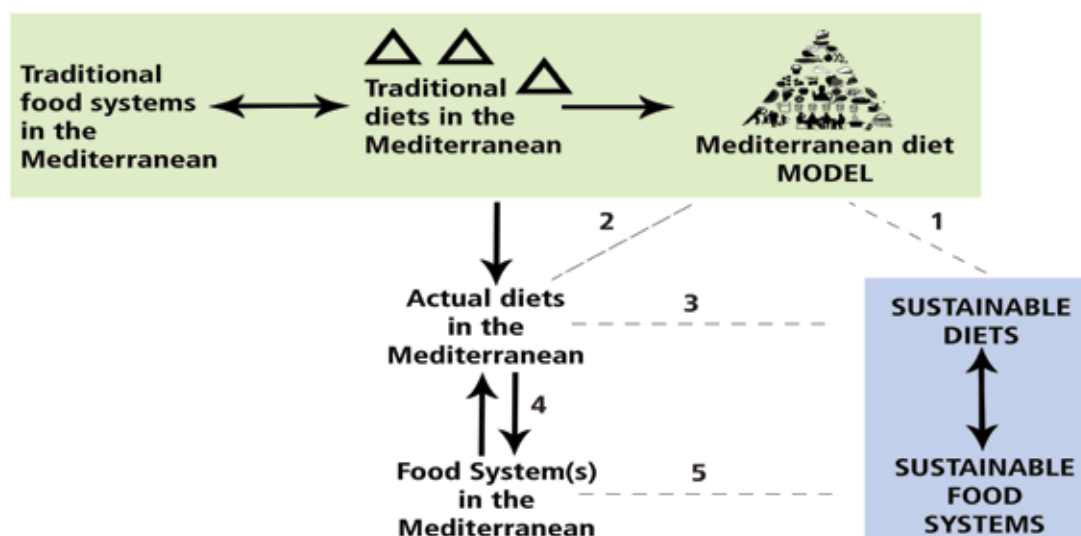 Traditional
food systems
in the
Mediterranean
Traditional
diets in the
Mediterranean
Mediterranean diet
MODEL
2
1
Actual diets
in the
Mediterranean
3
SUSTAINABLE
DIETS
4
Food System(s)
in the
Mediterranean
5
SUSTAINABLE
FOOD
SYSTEMS